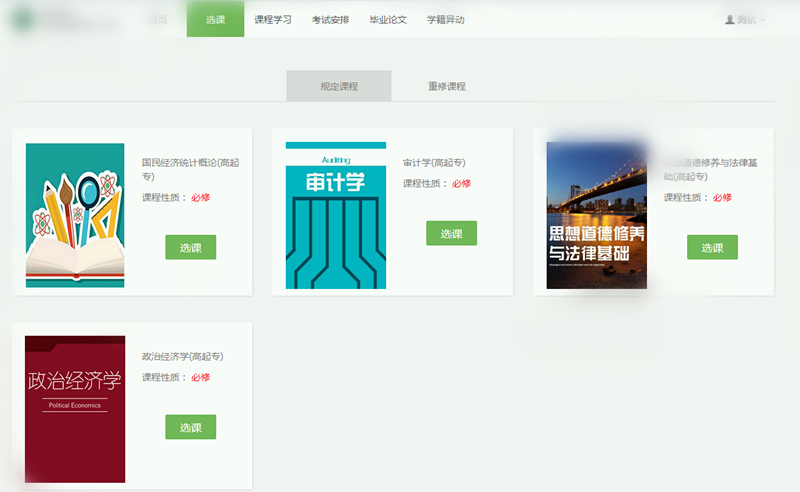 选课
课程学习
考试安排
毕业论文
学籍异动
规定课程
重修课程
国民经济统计概论(高起
专)
课程性质： 必修
选课
Auditing
审计学
审计学(高起专)
课程性质： 必修
选课
思想道德修养
与法律基础
道德修养与法律基
础(高起专)
课程性质： 必修
选课
政治经济学
Political Economics
政治经济学(高起专)
课程性质： 必修
选课